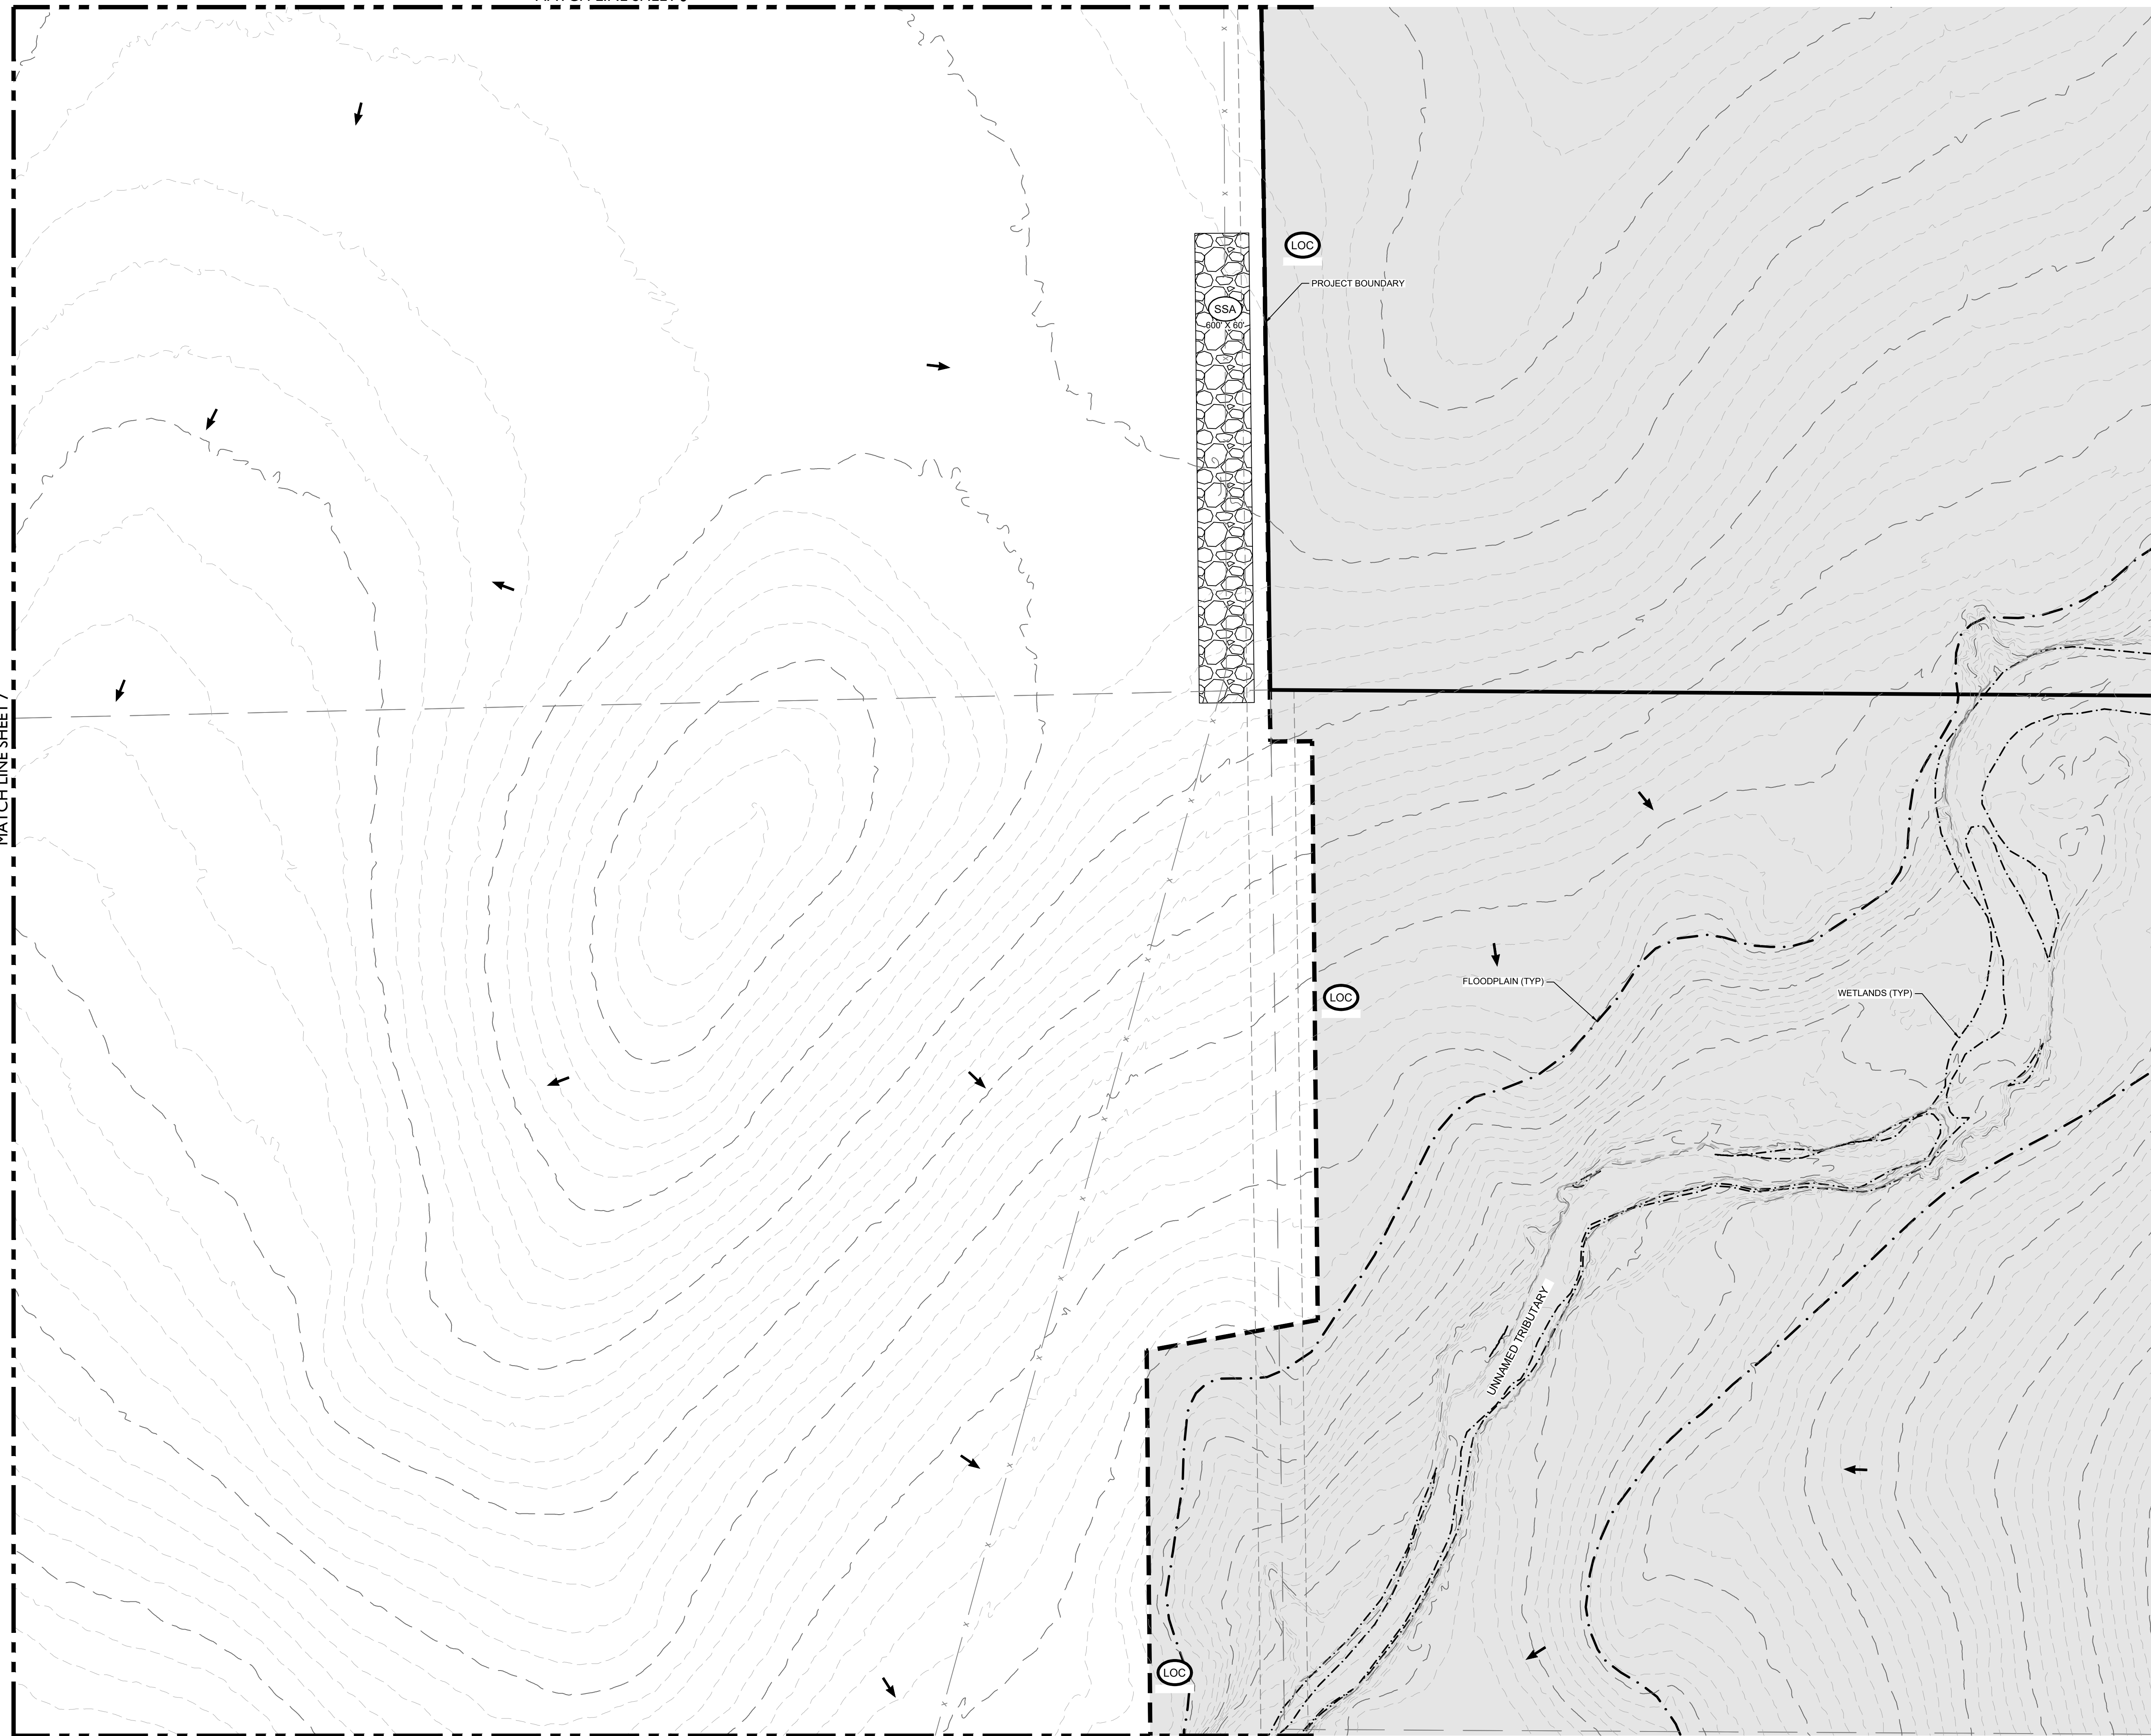 LOC
PROJECT BOUNDARY
SSA
600' X 60'
MATCH LINE SHEET 7
LOC
FLOODPLAIN (TYP)
WETLANDS (TYP)
UNNAMED TRIBUTARY
LOC